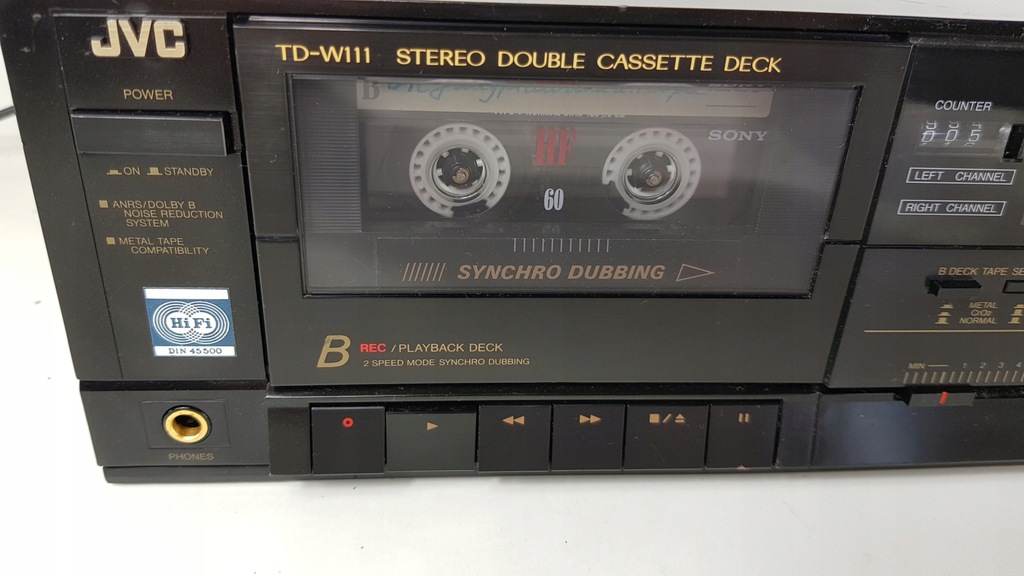 JVC
POWER
ON STANDBY
ANRS/DOLBY B
NOISE REDUCTION
SYSTEM
METAL TAPE
COMPATIBILITY
HiFi
DIN 45500
PHONES
TD-W111 STEREO DOUBLE CASSETTE DECK
B
SONY
HF
60
SYNCHRO DUBBING
B REC/PLAYBACK DECK
2 SPEED MODE SYNCHRO DUBBING
COUNTER
005
LEFT CHANNEL
RIGHT CHANNEL
B DECK TAPE SE
METAL
CrO2
NORMAL
MIN 1 2 3 4